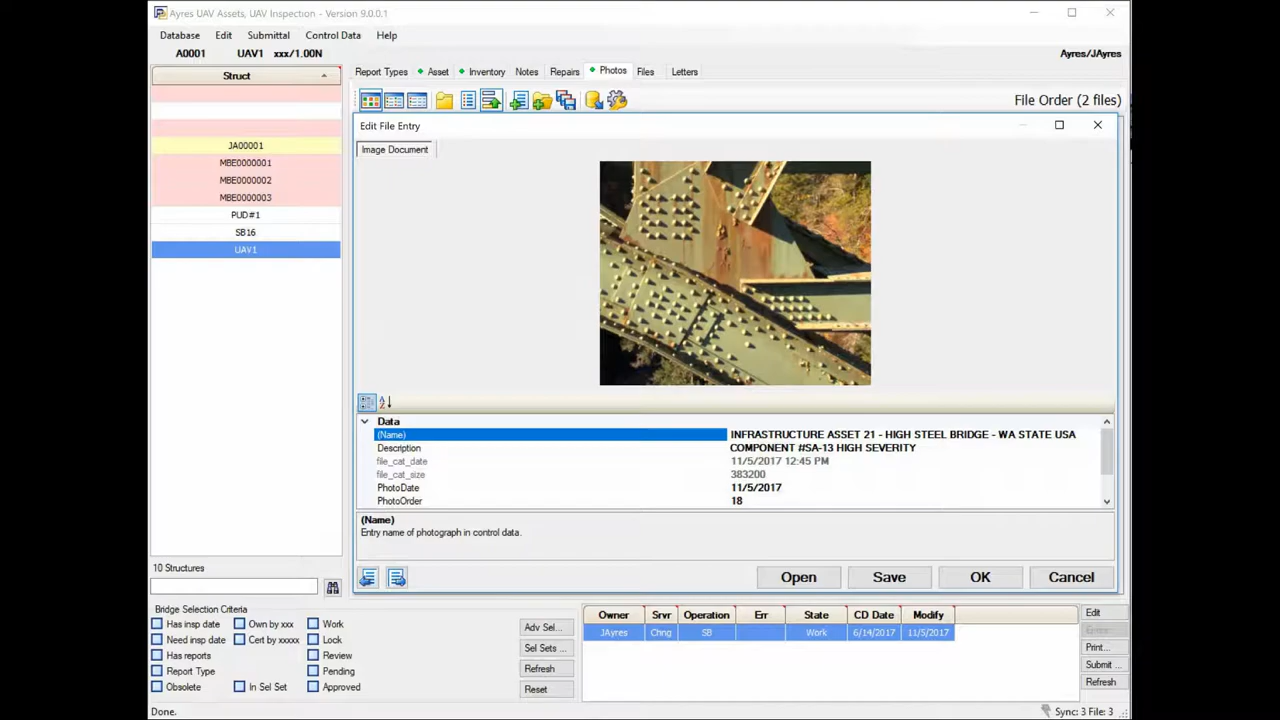 Ayres UAV Assets, UAV Inspection - Version 9.0.0.1
Database Edit Submittal Control Data Help
A0001 UAV1 xxx/1.00N Ayres/JAyres
Struct
JA00001
MBE0000001
MBE0000002
MBE0000003
PUD#1
SB16
UAV1
10 Structures
Report Types Asset Inventory Notes Repairs Photos Files Letters
File Order (2 files)
Edit File Entry
Image Document
Data
(Name) INFRASTRUCTURE ASSET 21 - HIGH STEEL BRIDGE - WA STATE USA
Description COMPONENT #SA-13 HIGH SEVERITY
file_cat_date 11/5/2017 12:45 PM
file_cat_size 383200
PhotoDate 11/5/2017
PhotoOrder 18
(Name)
Entry name of photograph in control data.
Open Save OK Cancel
Bridge Selection Criteria
Has insp date Own by xxx Work
Need insp date Cert by xxxxx Lock
Has reports Review
Report Type Pending
Obsolete In Sel Set Approved
Adv Sel...
Sel Sets ...
Refresh
Reset
Owner Srvr Operation Err State CD Date Modify
JAyres Chng SB Work 6/14/2017 11/5/2017
Edit
Print...
Submit ...
Refresh
Done. Sync: 3 File: 3